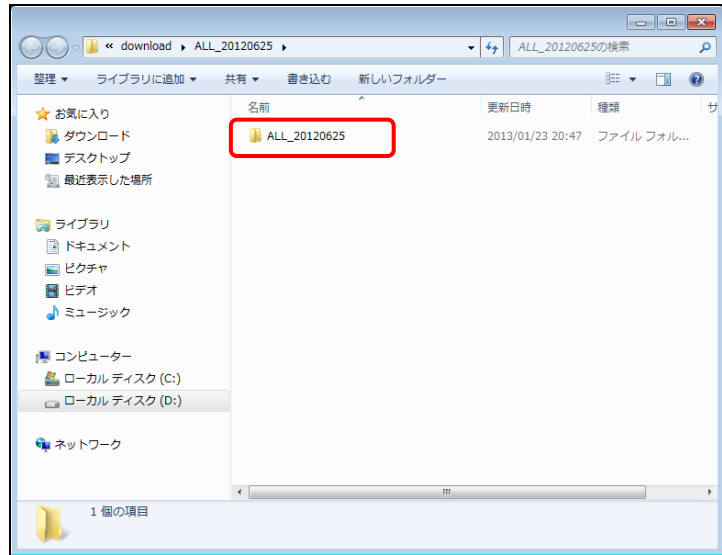 « download ▸ ALL_20120625 ▸
ALL_20120625の検索
整理 ▼ ライブラリに追加 ▼ 共有 ▼ 書き込む 新しいフォルダー
名前 更新日時 種類 サ
ALL_20120625 2013/01/23 20:47 ファイル フォル...
お気に入り
ダウンロード
デスクトップ
最近表示した場所
ライブラリ
ドキュメント
ピクチャ
ビデオ
ミュージック
コンピューター
ローカル ディスク (C:)
ローカル ディスク (D:)
ネットワーク
1 個の項目